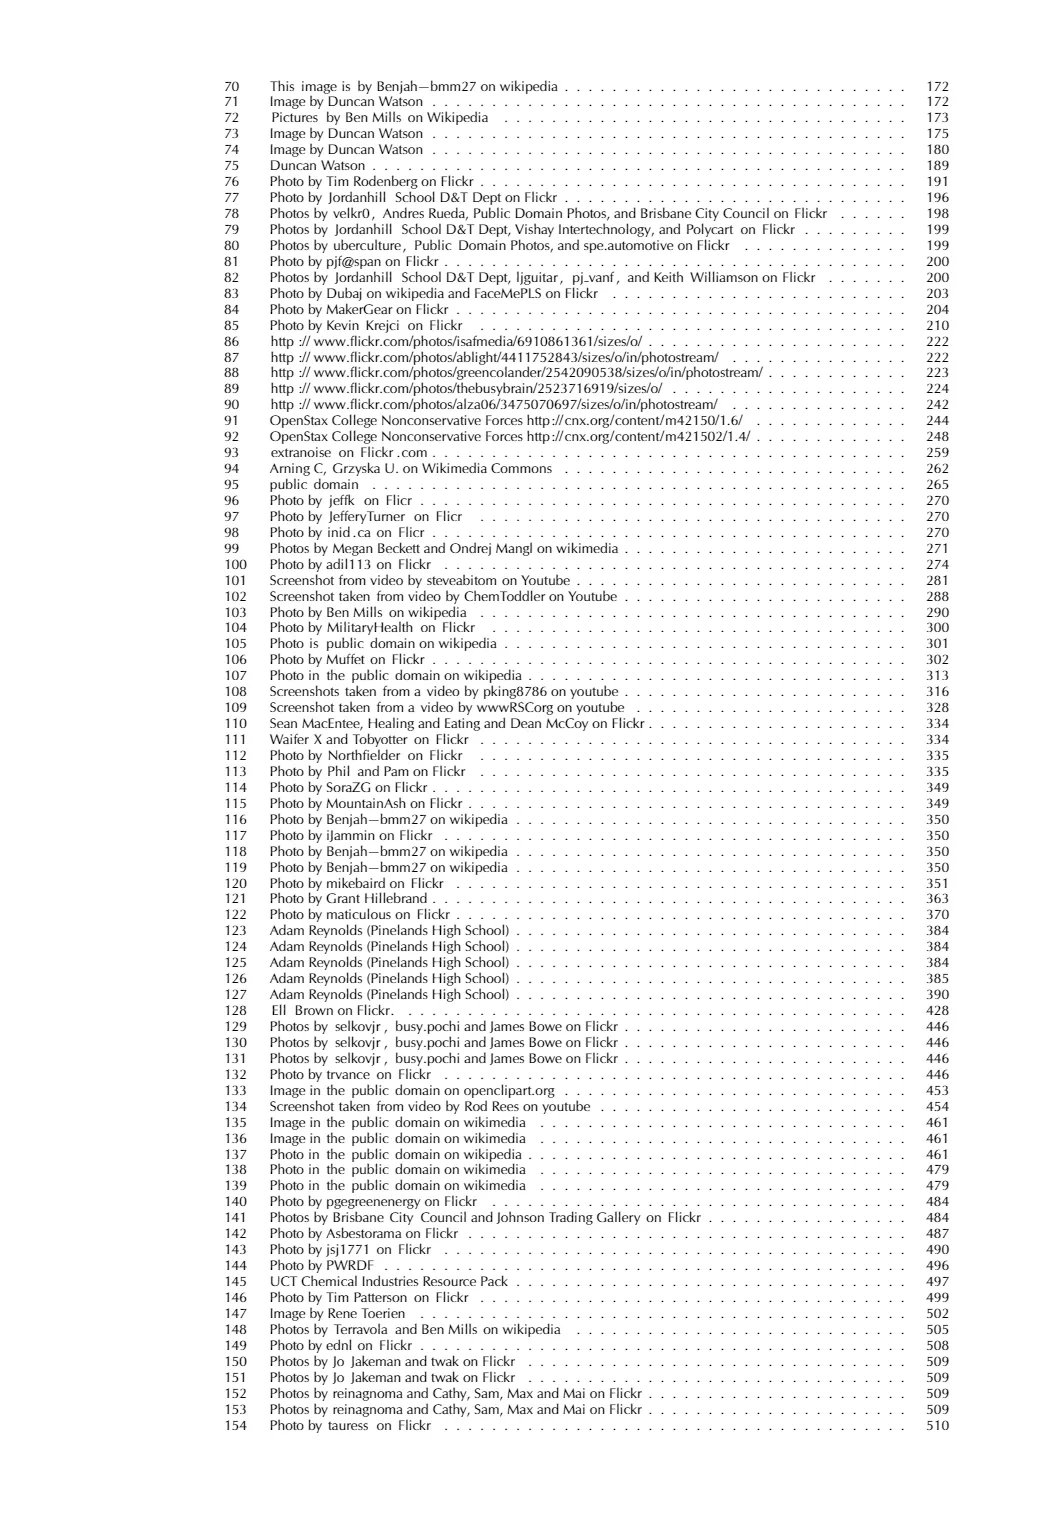 70 This image is by Benjah—bmm27 on wikipedia . . . . . . . . . . . . . . . . . . . . . . . . . . . . . 172
71 Image by Duncan Watson . . . . . . . . . . . . . . . . . . . . . . . . . . . . . . . . . . . . . . . . 172
72 Pictures by Ben Mills on Wikipedia . . . . . . . . . . . . . . . . . . . . . . . . . . . . . . . . . . 173
73 Image by Duncan Watson . . . . . . . . . . . . . . . . . . . . . . . . . . . . . . . . . . . . . . . . 175
74 Image by Duncan Watson . . . . . . . . . . . . . . . . . . . . . . . . . . . . . . . . . . . . . . . . 180
75 Duncan Watson . . . . . . . . . . . . . . . . . . . . . . . . . . . . . . . . . . . . . . . . . . . . . 189
76 Photo by Tim Rodenberg on Flickr . . . . . . . . . . . . . . . . . . . . . . . . . . . . . . . . . . . . 191
77 Photo by Jordanhill School D&T Dept on Flickr . . . . . . . . . . . . . . . . . . . . . . . . . . . . . 196
78 Photos by velkr0, Andres Rueda, Public Domain Photos, and Brisbane City Council on Flickr . . . . . . 198
79 Photos by Jordanhill School D&T Dept, Vishay Intertechnology, and Polycart on Flickr . . . . . . . . . 199
80 Photos by uberculture, Public Domain Photos, and spe.automotive on Flickr . . . . . . . . . . . . . . 199
81 Photo by pjf@span on Flickr . . . . . . . . . . . . . . . . . . . . . . . . . . . . . . . . . . . . . . . 200
82 Photos by Jordanhill School D&T Dept, ljguitar, pj_vanf, and Keith Williamson on Flickr . . . . . . . 200
83 Photo by Dubaj on wikipedia and FaceMePLS on Flickr . . . . . . . . . . . . . . . . . . . . . . . . . 203
84 Photo by MakerGear on Flickr . . . . . . . . . . . . . . . . . . . . . . . . . . . . . . . . . . . . . . 204
85 Photo by Kevin Krejci on Flickr . . . . . . . . . . . . . . . . . . . . . . . . . . . . . . . . . . . . 210
86 http://www.flickr.com/photos/isafmedia/6910861361/sizes/o/ . . . . . . . . . . . . . . . . . . . . . . 222
87 http://www.flickr.com/photos/ablight/4411752843/sizes/o/in/photostream/ . . . . . . . . . . . . . . . 222
88 http://www.flickr.com/photos/greencolander/2542090538/sizes/o/in/photostream/ . . . . . . . . . . . . 223
89 http://www.flickr.com/photos/thebusybrain/2523716919/sizes/o/ . . . . . . . . . . . . . . . . . . . . 224
90 http://www.flickr.com/photos/alza06/3475070697/sizes/o/in/photostream/ . . . . . . . . . . . . . . . 242
91 OpenStax College Nonconservative Forces http://cnx.org/content/m42150/1.6/ . . . . . . . . . . . . . 244
92 OpenStax College Nonconservative Forces http://cnx.org/content/m421502/1.4/ . . . . . . . . . . . . . 248
93 extranoise on Flickr.com . . . . . . . . . . . . . . . . . . . . . . . . . . . . . . . . . . . . . . . . 259
94 Arning C, Grzyska U. on Wikimedia Commons . . . . . . . . . . . . . . . . . . . . . . . . . . . . . 262
95 public domain . . . . . . . . . . . . . . . . . . . . . . . . . . . . . . . . . . . . . . . . . . . . . 265
96 Photo by jeffk on Flicr . . . . . . . . . . . . . . . . . . . . . . . . . . . . . . . . . . . . . . . . . 270
97 Photo by JefferyTurner on Flicr . . . . . . . . . . . . . . . . . . . . . . . . . . . . . . . . . . . . 270
98 Photo by inid.ca on Flicr . . . . . . . . . . . . . . . . . . . . . . . . . . . . . . . . . . . . . . . . 270
99 Photos by Megan Beckett and Ondrej Mangl on wikimedia . . . . . . . . . . . . . . . . . . . . . . . . 271
100 Photo by adil113 on Flickr . . . . . . . . . . . . . . . . . . . . . . . . . . . . . . . . . . . . . . . 274
101 Screenshot from video by steveabitom on Youtube . . . . . . . . . . . . . . . . . . . . . . . . . . . . 281
102 Screenshot taken from video by ChemToddler on Youtube . . . . . . . . . . . . . . . . . . . . . . . . 288
103 Photo by Ben Mills on wikipedia . . . . . . . . . . . . . . . . . . . . . . . . . . . . . . . . . . . . 290
104 Photo by MilitaryHealth on Flickr . . . . . . . . . . . . . . . . . . . . . . . . . . . . . . . . . . . 300
105 Photo is public domain on wikipedia . . . . . . . . . . . . . . . . . . . . . . . . . . . . . . . . . . 301
106 Photo by Muffet on Flickr . . . . . . . . . . . . . . . . . . . . . . . . . . . . . . . . . . . . . . . . 302
107 Photo in the public domain on wikipedia . . . . . . . . . . . . . . . . . . . . . . . . . . . . . . . . 313
108 Screenshots taken from a video by pking8786 on youtube . . . . . . . . . . . . . . . . . . . . . . . . 316
109 Screenshot taken from a video by wwwRSCorg on youtube . . . . . . . . . . . . . . . . . . . . . . . 328
110 Sean MacEntee, Healing and Eating and Dean McCoy on Flickr . . . . . . . . . . . . . . . . . . . . . . 334
111 Waifer X and Tobyotter on Flickr . . . . . . . . . . . . . . . . . . . . . . . . . . . . . . . . . . . . 334
112 Photo by Northfielder on Flickr . . . . . . . . . . . . . . . . . . . . . . . . . . . . . . . . . . . . 335
113 Photo by Phil and Pam on Flickr . . . . . . . . . . . . . . . . . . . . . . . . . . . . . . . . . . . . 335
114 Photo by SoraZG on Flickr . . . . . . . . . . . . . . . . . . . . . . . . . . . . . . . . . . . . . . . . 349
115 Photo by MountainAsh on Flickr . . . . . . . . . . . . . . . . . . . . . . . . . . . . . . . . . . . . . 349
116 Photo by Benjah—bmm27 on wikipedia . . . . . . . . . . . . . . . . . . . . . . . . . . . . . . . . . 350
117 Photo by iJammin on Flickr . . . . . . . . . . . . . . . . . . . . . . . . . . . . . . . . . . . . . . . 350
118 Photo by Benjah—bmm27 on wikipedia . . . . . . . . . . . . . . . . . . . . . . . . . . . . . . . . . 350
119 Photo by Benjah—bmm27 on wikipedia . . . . . . . . . . . . . . . . . . . . . . . . . . . . . . . . . 350
120 Photo by mikebaird on Flickr . . . . . . . . . . . . . . . . . . . . . . . . . . . . . . . . . . . . . . 351
121 Photo by Grant Hillebrand . . . . . . . . . . . . . . . . . . . . . . . . . . . . . . . . . . . . . . . . 363
122 Photo by maticulous on Flickr . . . . . . . . . . . . . . . . . . . . . . . . . . . . . . . . . . . . . . 370
123 Adam Reynolds (Pinelands High School) . . . . . . . . . . . . . . . . . . . . . . . . . . . . . . . . . 384
124 Adam Reynolds (Pinelands High School) . . . . . . . . . . . . . . . . . . . . . . . . . . . . . . . . . 384
125 Adam Reynolds (Pinelands High School) . . . . . . . . . . . . . . . . . . . . . . . . . . . . . . . . . 384
126 Adam Reynolds (Pinelands High School) . . . . . . . . . . . . . . . . . . . . . . . . . . . . . . . . . 385
127 Adam Reynolds (Pinelands High School) . . . . . . . . . . . . . . . . . . . . . . . . . . . . . . . . . 390
128 Ell Brown on Flickr. . . . . . . . . . . . . . . . . . . . . . . . . . . . . . . . . . . . . . . . . . . 428
129 Photos by selkovjr, busy.pochi and James Bowe on Flickr . . . . . . . . . . . . . . . . . . . . . . . . 446
130 Photos by selkovjr, busy.pochi and James Bowe on Flickr . . . . . . . . . . . . . . . . . . . . . . . . 446
131 Photos by selkovjr, busy.pochi and James Bowe on Flickr . . . . . . . . . . . . . . . . . . . . . . . . 446
132 Photo by trvance on Flickr . . . . . . . . . . . . . . . . . . . . . . . . . . . . . . . . . . . . . . . 446
133 Image in the public domain on openclipart.org . . . . . . . . . . . . . . . . . . . . . . . . . . . . . 453
134 Screenshot taken from video by Rod Rees on youtube . . . . . . . . . . . . . . . . . . . . . . . . . . 454
135 Image in the public domain on wikimedia . . . . . . . . . . . . . . . . . . . . . . . . . . . . . . . 461
136 Image in the public domain on wikimedia . . . . . . . . . . . . . . . . . . . . . . . . . . . . . . . 461
137 Photo in the public domain on wikipedia . . . . . . . . . . . . . . . . . . . . . . . . . . . . . . . . 461
138 Photo in the public domain on wikimedia . . . . . . . . . . . . . . . . . . . . . . . . . . . . . . . 479
139 Photo in the public domain on wikimedia . . . . . . . . . . . . . . . . . . . . . . . . . . . . . . . 479
140 Photo by pgegreenenergy on Flickr . . . . . . . . . . . . . . . . . . . . . . . . . . . . . . . . . . . 484
141 Photos by Brisbane City Council and Johnson Trading Gallery on Flickr . . . . . . . . . . . . . . . . . 484
142 Photo by Asbestorama on Flickr . . . . . . . . . . . . . . . . . . . . . . . . . . . . . . . . . . . . . 487
143 Photo by jsj1771 on Flickr . . . . . . . . . . . . . . . . . . . . . . . . . . . . . . . . . . . . . . . 490
144 Photo by PWRDF . . . . . . . . . . . . . . . . . . . . . . . . . . . . . . . . . . . . . . . . . . . . 496
145 UCT Chemical Industries Resource Pack . . . . . . . . . . . . . . . . . . . . . . . . . . . . . . . . . 497
146 Photo by Tim Patterson on Flickr . . . . . . . . . . . . . . . . . . . . . . . . . . . . . . . . . . . . 499
147 Image by Rene Toerien . . . . . . . . . . . . . . . . . . . . . . . . . . . . . . . . . . . . . . . . . 502
148 Photos by Terravola and Ben Mills on wikipedia . . . . . . . . . . . . . . . . . . . . . . . . . . . . 505
149 Photo by ednl on Flickr . . . . . . . . . . . . . . . . . . . . . . . . . . . . . . . . . . . . . . . . . 508
150 Photos by Jo Jakeman and twak on Flickr . . . . . . . . . . . . . . . . . . . . . . . . . . . . . . . . 509
151 Photos by Jo Jakeman and twak on Flickr . . . . . . . . . . . . . . . . . . . . . . . . . . . . . . . . 509
152 Photos by reinagnoma and Cathy, Sam, Max and Mai on Flickr . . . . . . . . . . . . . . . . . . . . . . 509
153 Photos by reinagnoma and Cathy, Sam, Max and Mai on Flickr . . . . . . . . . . . . . . . . . . . . . . 509
154 Photo by tauress on Flickr . . . . . . . . . . . . . . . . . . . . . . . . . . . . . . . . . . . . . . . 510